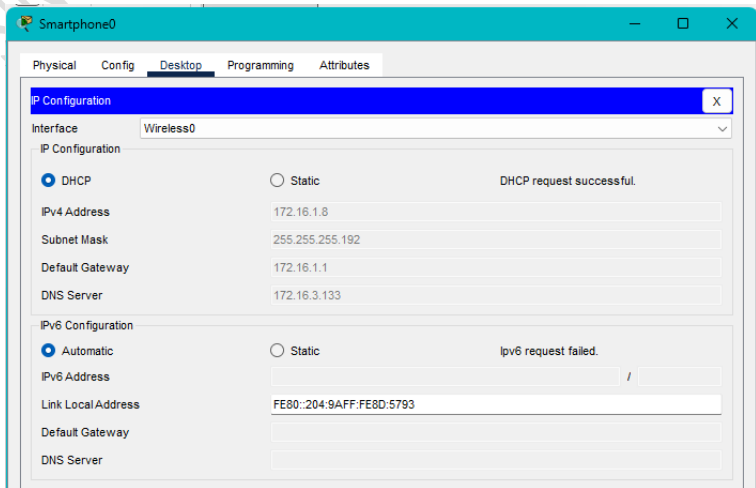 Smartphone0
Physical Config Desktop Programming Attributes
IP Configuration X
Interface Wireless0
IP Configuration
DHCP Static DHCP request successful.
IPv4 Address 172.16.1.8
Subnet Mask 255.255.255.192
Default Gateway 172.16.1.1
DNS Server 172.16.3.133
IPv6 Configuration
Automatic Static Ipv6 request failed.
IPv6 Address /
Link Local Address FE80::204:9AFF:FE8D:5793
Default Gateway
DNS Server